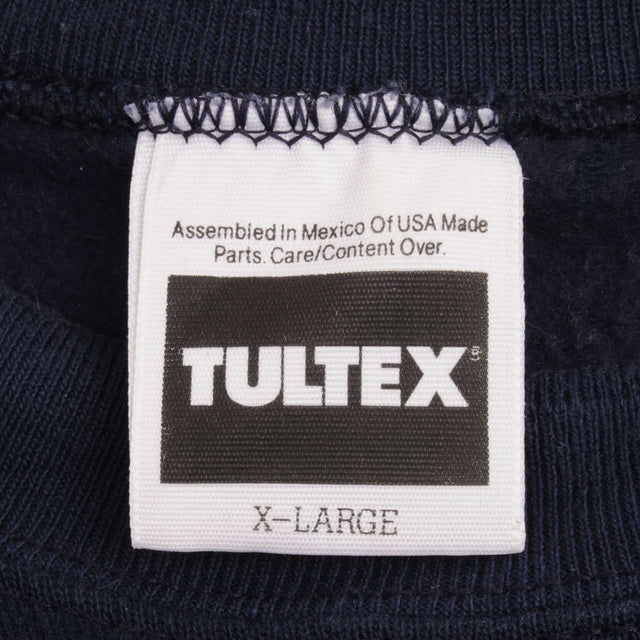 Assembled In Mexico Of USA Made
Parts. Care/Content Over.
TULTEX®
X-LARGE